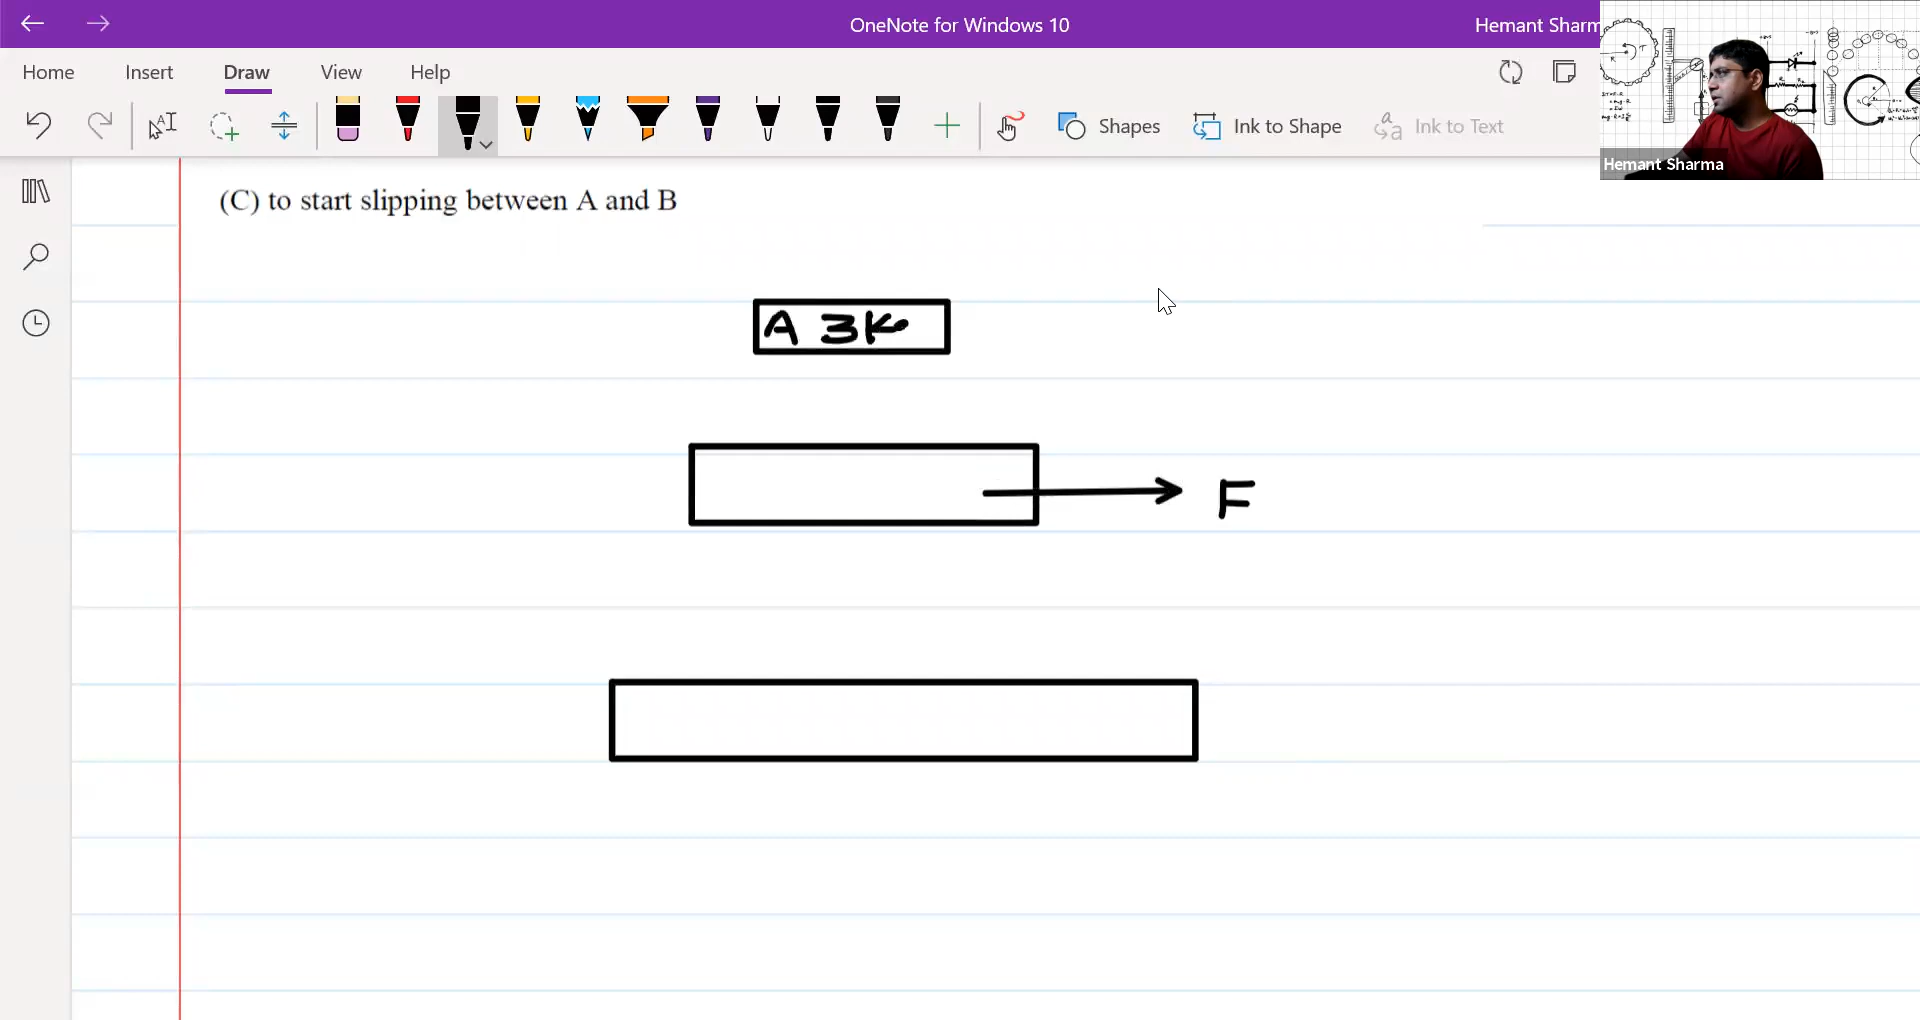 OneNote for Windows 10
Hemant Sharm
Home Insert Draw View Help
Shapes Ink to Shape Ink to Text
Hemant Sharma
(C) to start slipping between A and B
A 3K
F